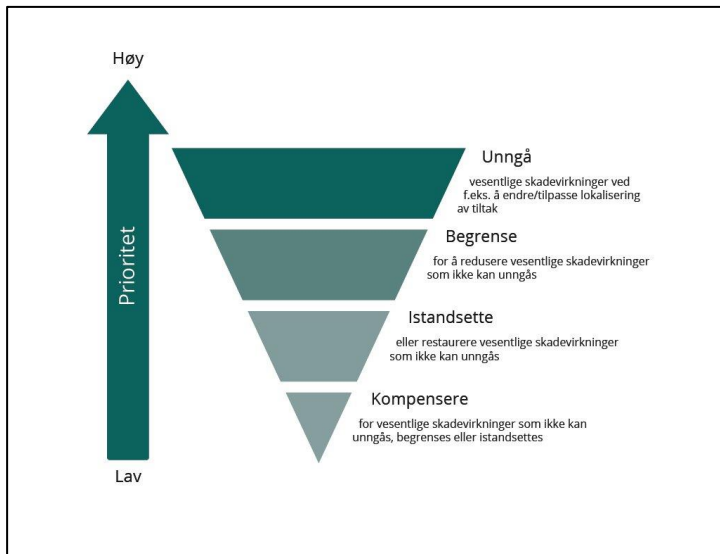 Høy
Prioritet
Unngå
vesentlige skadevirkninger ved
f.eks. å endre/tilpasse lokalisering
av tiltak
Begrense
for å redusere vesentlige skadevirkninger
som ikke kan unngås
Istandsette
eller restaurere vesentlige skadevirkninger
som ikke kan unngås
Kompensere
for vesentlige skadevirkninger som ikke kan
unngås, begrenses eller istandsettes
Lav